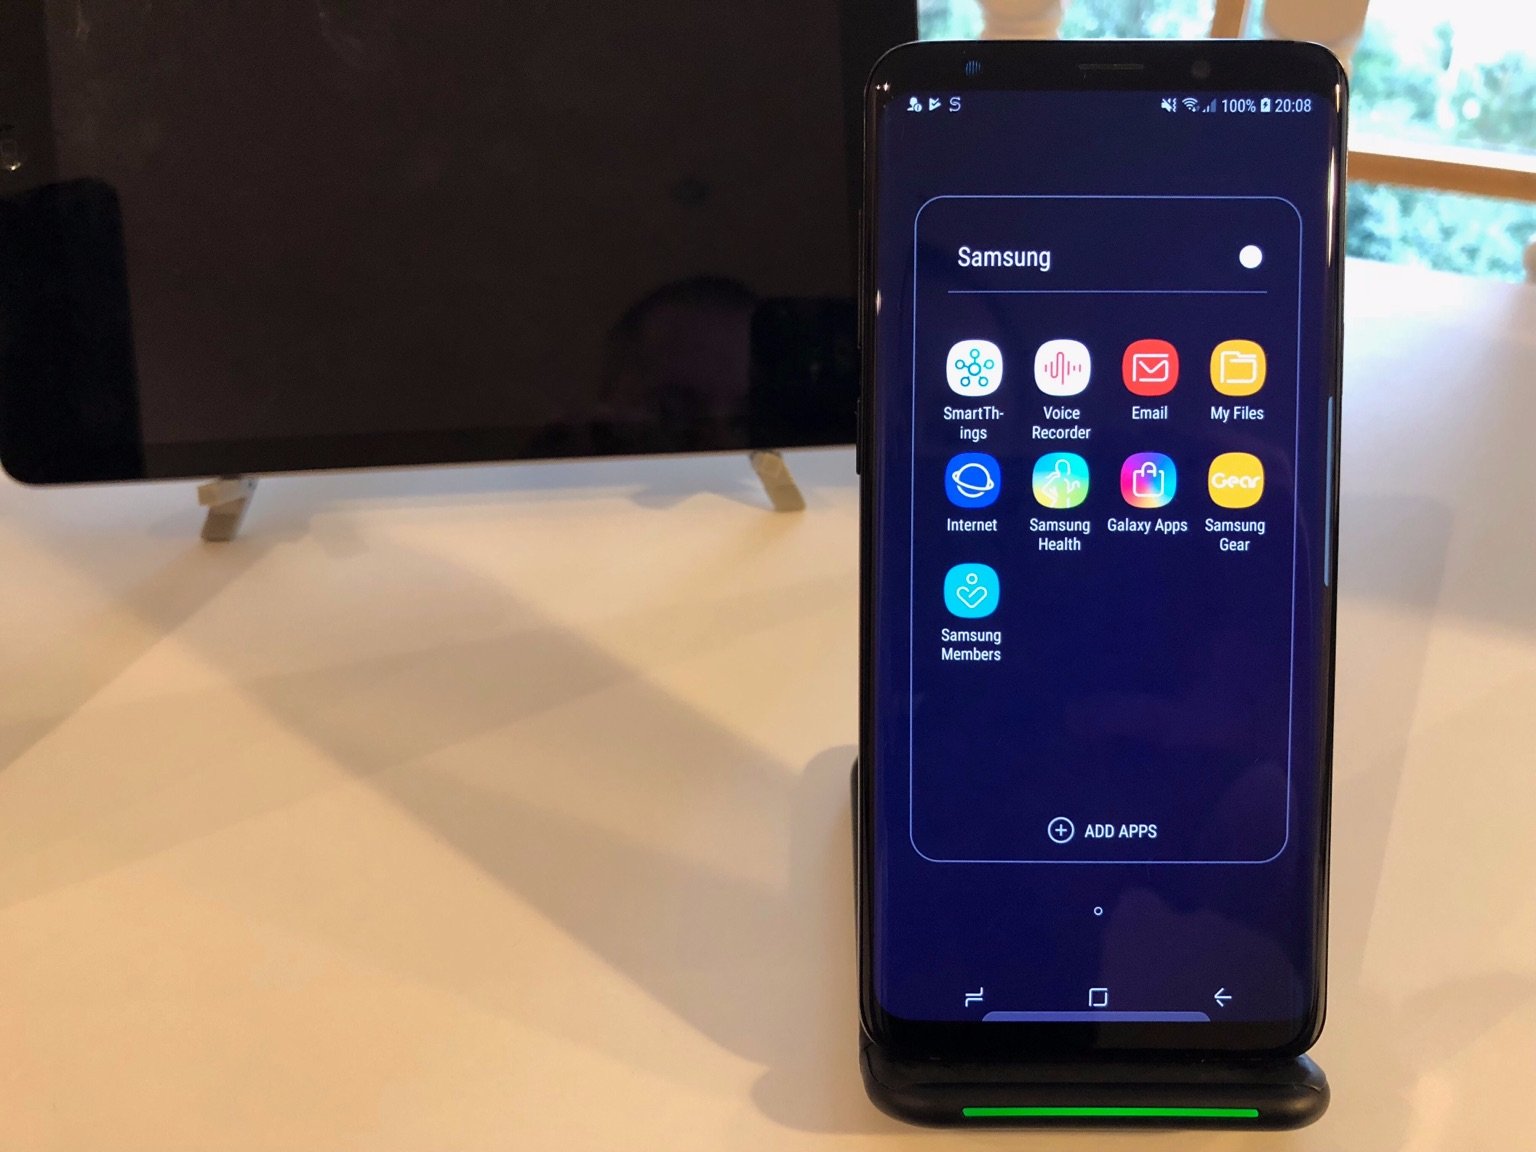 100% 20:08
Samsung
SmartTh-
ings
Voice
Recorder
Email
My Files
Internet
Samsung
Health
Galaxy Apps
Gear
Samsung
Gear
Samsung
Members
ADD APPS